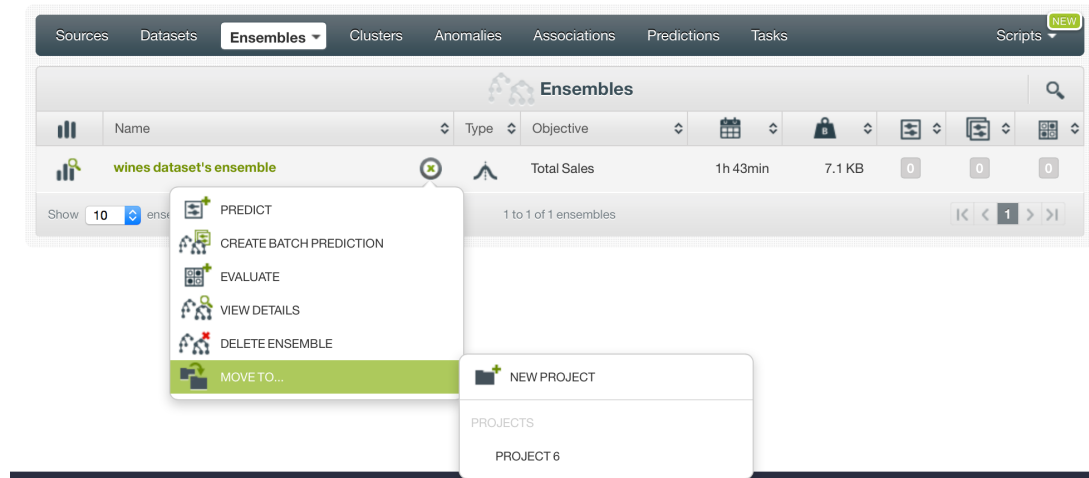 NEW
Sources Datasets Ensembles Clusters Anomalies Associations Predictions Tasks Scripts
Ensembles
Name Type Objective B
wines dataset's ensemble Total Sales 1h 43min 7.1 KB 0 0 0
Show 10 ense 1 to 1 of 1 ensembles 1
PREDICT
CREATE BATCH PREDICTION
EVALUATE
VIEW DETAILS
DELETE ENSEMBLE
MOVE TO...
NEW PROJECT
PROJECTS
PROJECT 6